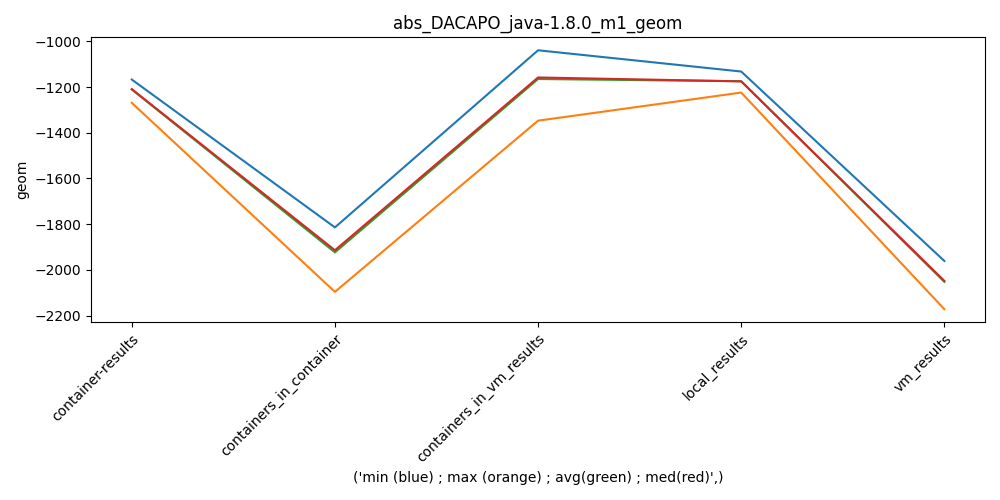 abs_DACAPO_java-1.8.0_m1_geom
−1000
−1200
−1400
−1600
−1800
−2000
−2200
geom
container-results
containers_in_container
containers_in_vm_results
local_results
vm_results
('min (blue) ; max (orange) ; avg(green) ; med(red)',)